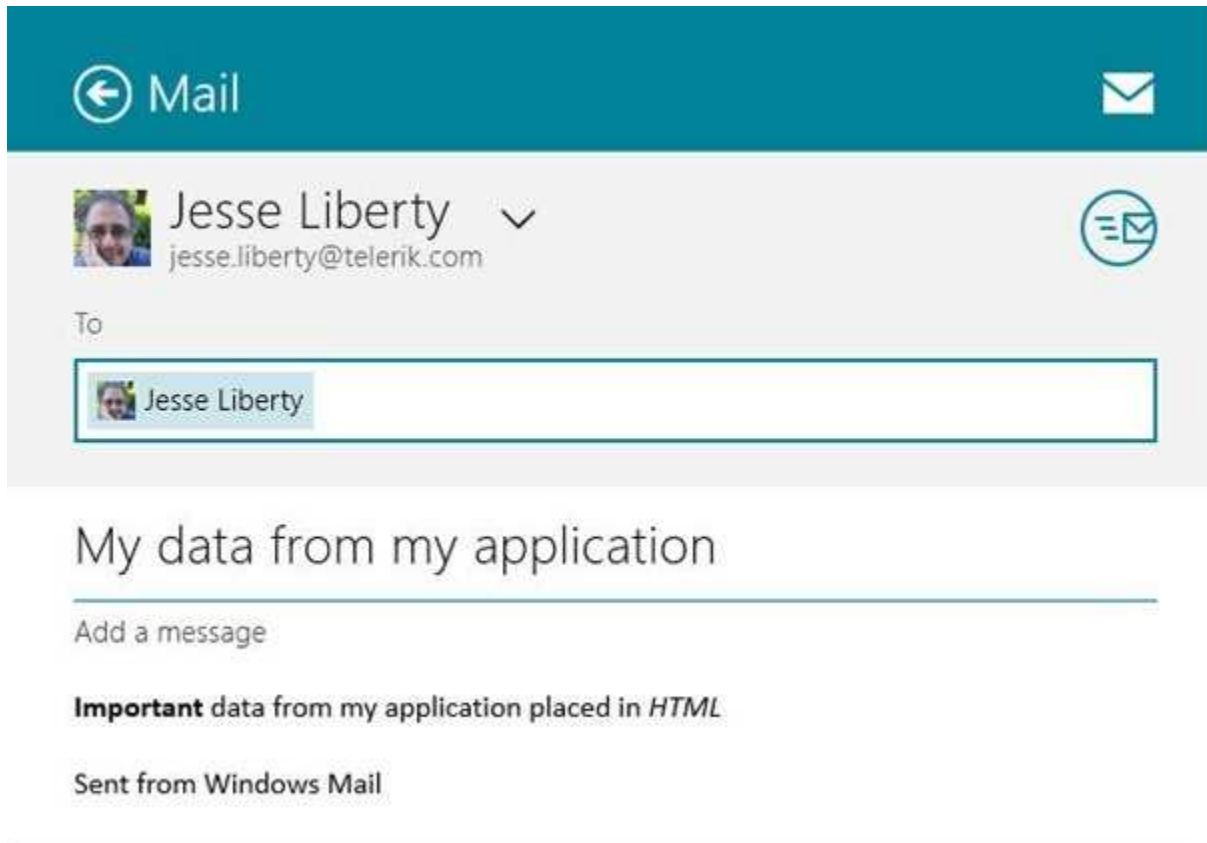 Mail
Jesse Liberty
jesse.liberty@telerik.com
To
Jesse Liberty
My data from my application
Add a message
Important data from my application placed in HTML
Sent from Windows Mail